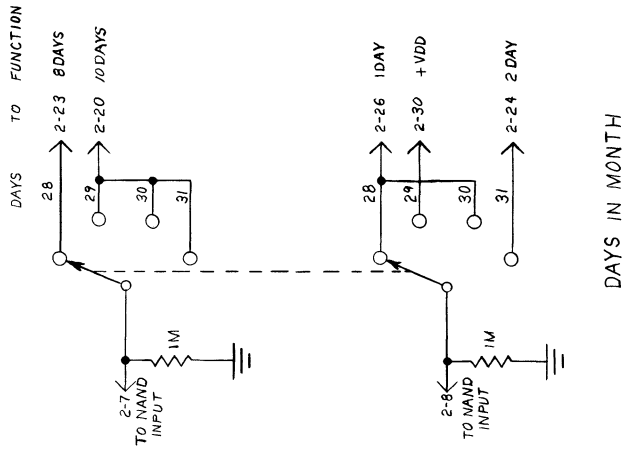 DAYS TO FUNCTION
28 2-23 8DAYS
29 2-20 10DAYS
30
31
1M
2-7
TO NAND
INPUT
28 2-26 1DAY
29 2-30 +VDD
30
31 2-24 2DAY
1M
2-8
TO NAND
INPUT
DAYS IN MONTH